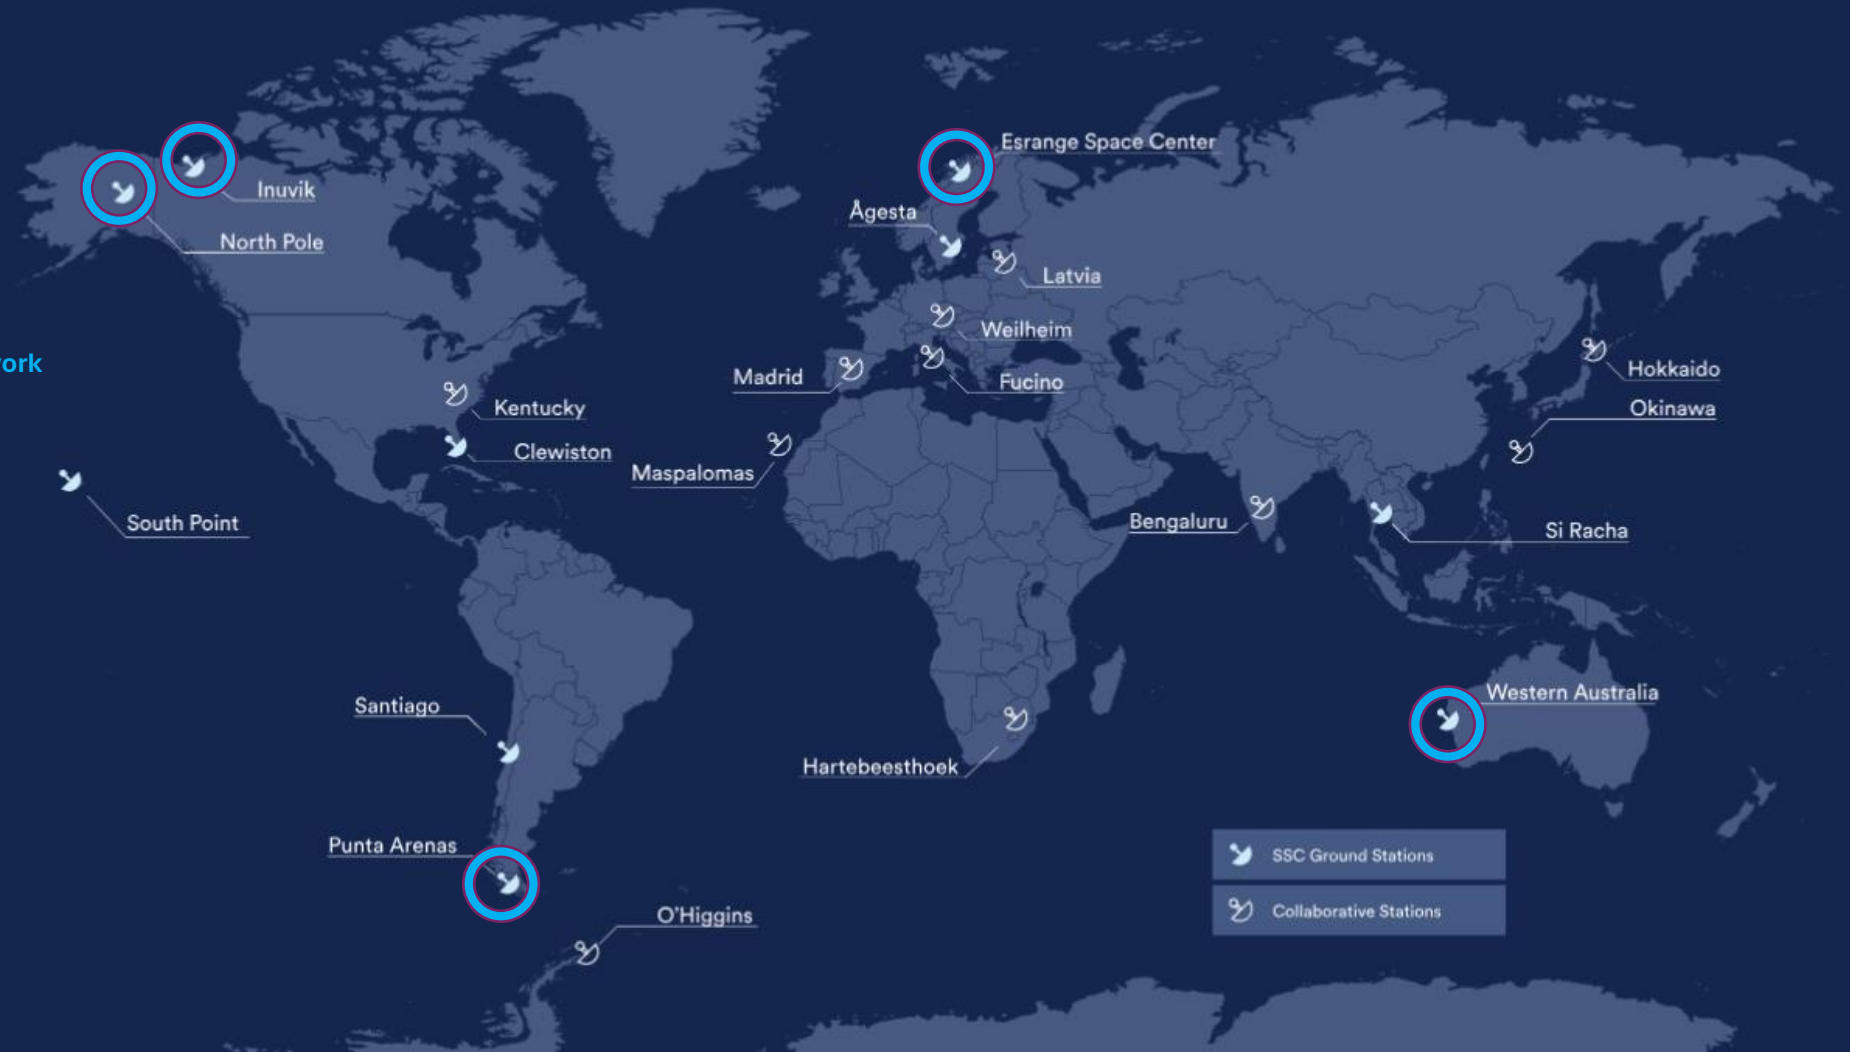 Esrange Space Center
Inuvik
Ågesta
North Pole
Latvia
Weilheim
work
Hokkaido
Madrid
Fucino
Kentucky
Okinawa
Clewiston
Maspalomas
South Point
Bengaluru
Si Racha
Western Australia
Santiago
Hartebeesthoek
Punta Arenas
SSC Ground Stations
O'Higgins
Collaborative Stations